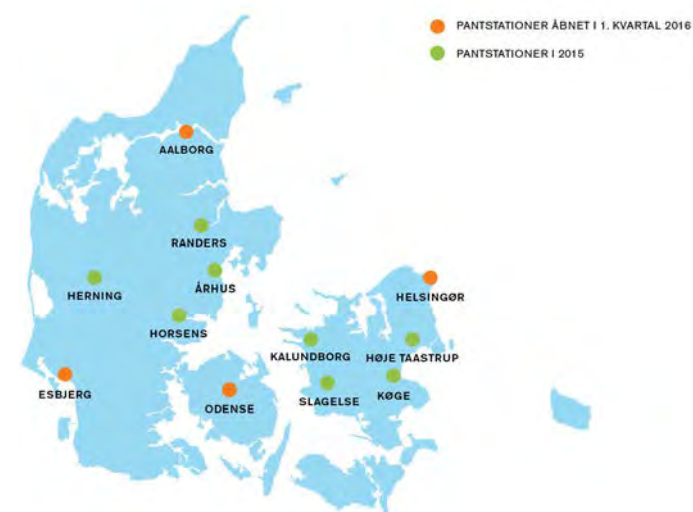 PANTSTATIONER ÅBNET I 1. KVARTAL 2016
PANTSTATIONER I 2015
AALBORG
RANDERS
ÅRHUS
HERNING
HELSINGØR
HORSENS
KALUNDBORG
HØJE TAASTRUP
ESBJERG
ODENSE
SLAGELSE
KØGE